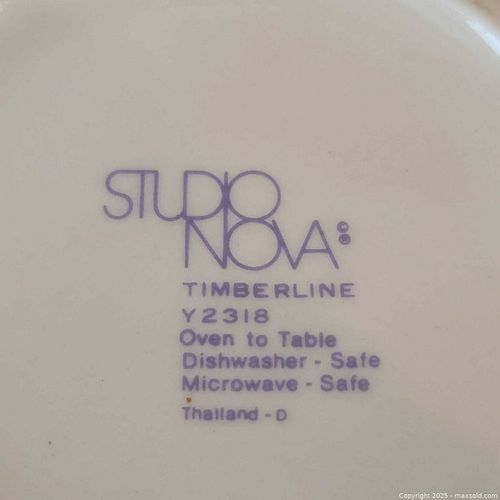 STUDIO
NOVA
TIMBERLINE
Y2318
Oven to Table
Dishwasher - Safe
Microwave - Safe
Thailand - D
Copyright 2025 - maxsold.com